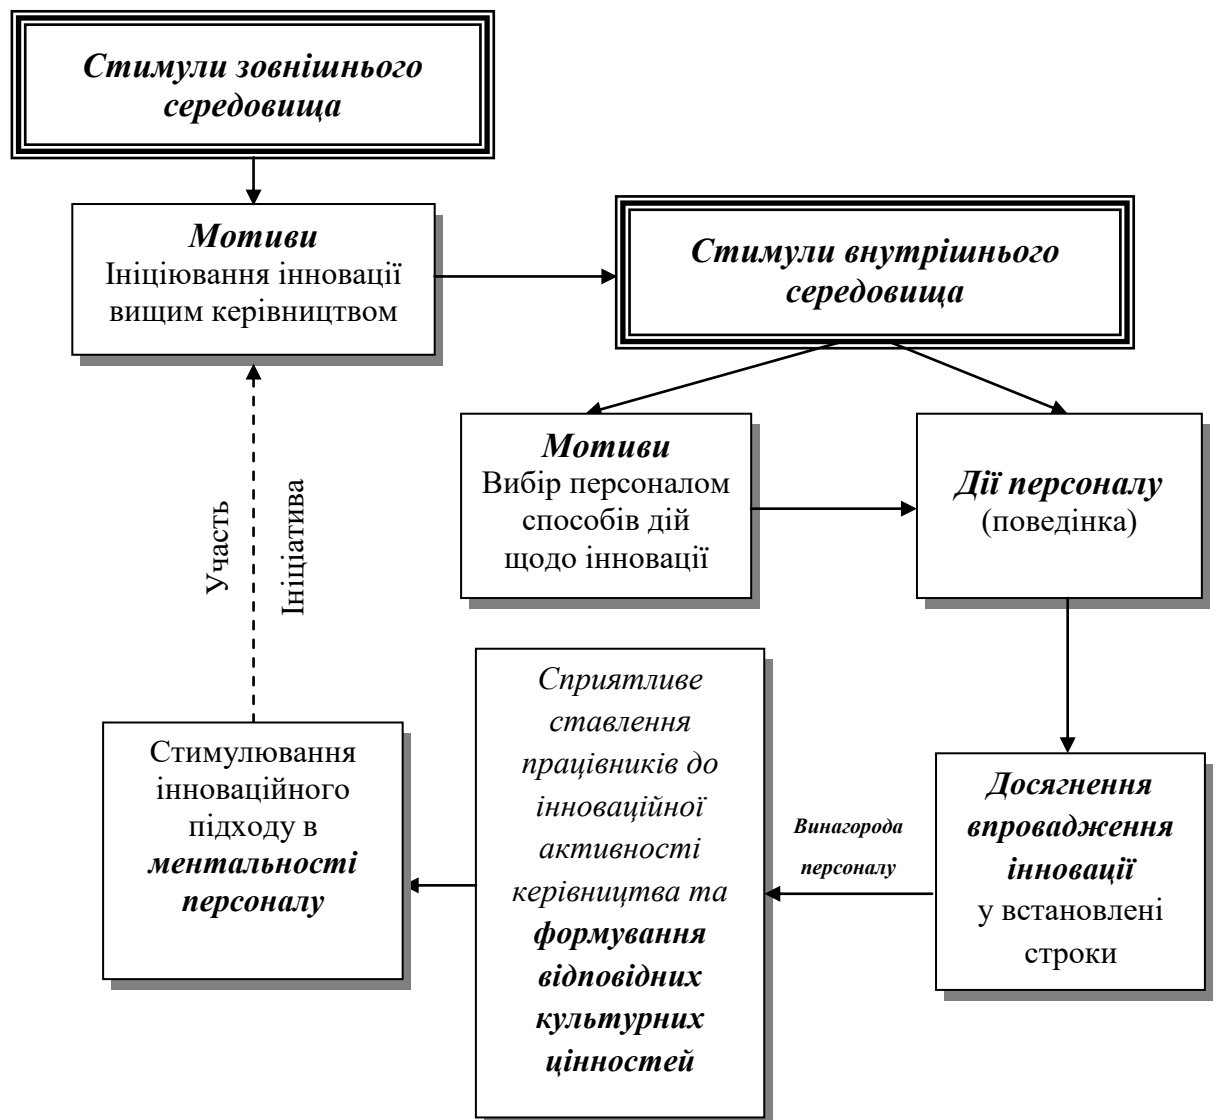 Стимули зовнішнього
середовища
Мотиви
Ініціювання інновації
вищим керівництвом
Стимули внутрішнього
середовища
Мотиви
Вибір персоналом
способів дій
щодо інновації
Дії персоналу
(поведінка)
Участь
Ініціатива
Стимулювання
інноваційного
підходу в
ментальності
персоналу
Сприятливе
ставлення
працівників до
інноваційної
активності
керівництва та
формування
відповідних
культурних
цінностей
Винагорода
персоналу
Досягнення
впровадження
інновації
у встановлені
строки